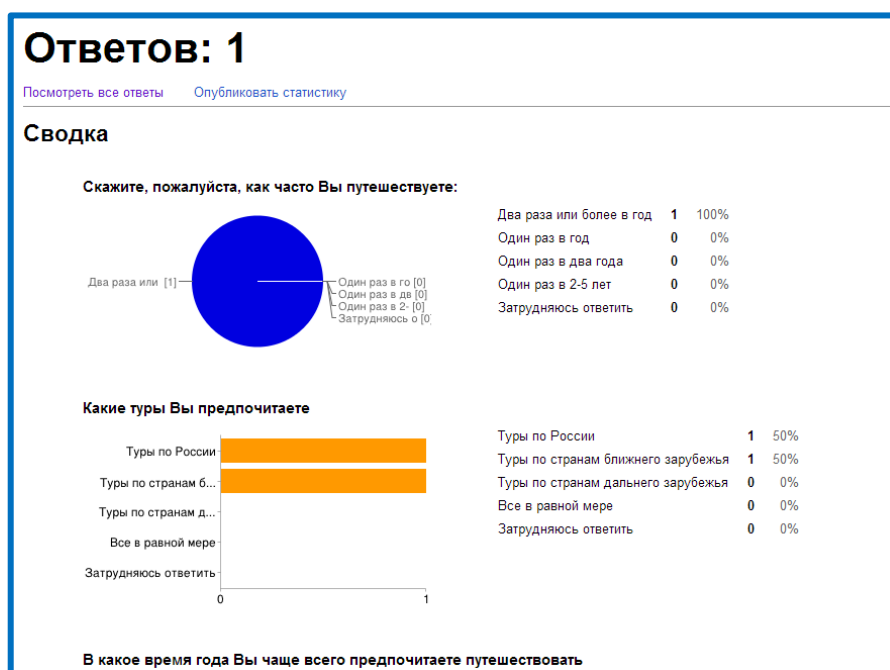 Ответов: 1
Посмотреть все ответы Опубликовать статистику
Сводка
Скажите, пожалуйста, как часто Вы путешествуете:
Два раза или [1]
Один раз в го [0]
Один раз в дв [0]
Один раз в 2- [0]
Затрудняюсь о [0
Два раза или более в год 1 100%
Один раз в год 0 0%
Один раз в два года 0 0%
Один раз в 2-5 лет 0 0%
Затрудняюсь ответить 0 0%
Какие туры Вы предпочитаете
Туры по России
Туры по странам б...
Туры по странам д...
Все в равной мере
Затрудняюсь ответить
0 1
Туры по России 1 50%
Туры по странам ближнего зарубежья 1 50%
Туры по странам дальнего зарубежья 0 0%
Все в равной мере 0 0%
Затрудняюсь ответить 0 0%
В какое время года Вы чаще всего предпочитаете путешествовать